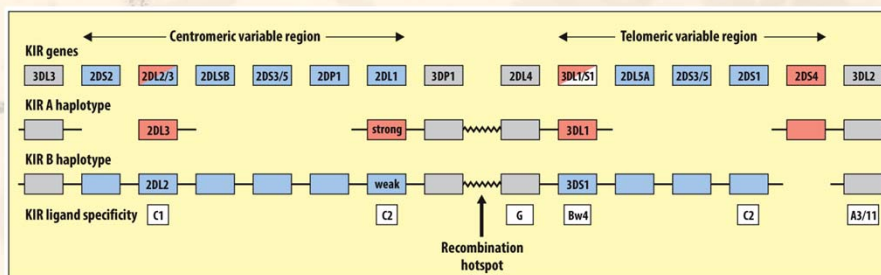 Centromeric variable region Telomeric variable region
KIR genes
3DL3 2DS2 2DL2/3 2DLSB 2DS3/5 2DP1 2DL1 3DP1 2DL4 3DL1/S1 2DL5A 2DS3/5 2DS1 2DS4 3DL2
KIR A haplotype
2DL3 strong 3DL1
KIR B haplotype
2DL2 weak 3DS1
KIR ligand specificity C1 C2 G Bw4 C2 A3/11
Recombination
hotspot